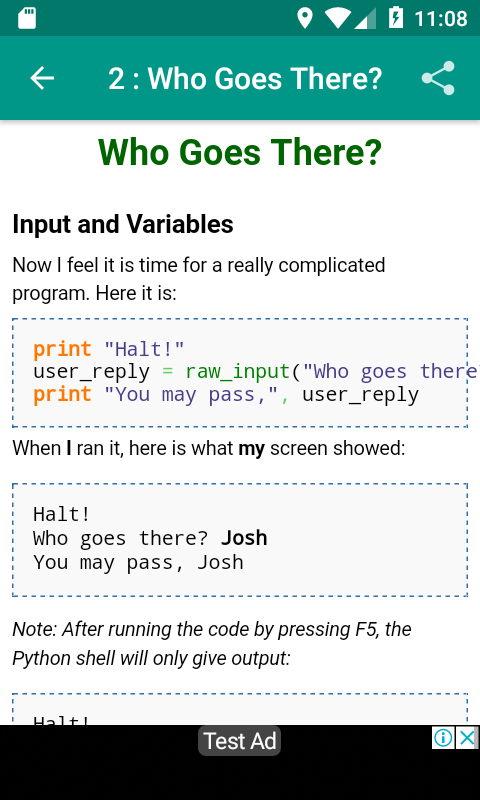 11:08
2 : Who Goes There?
Who Goes There?
Input and Variables
Now I feel it is time for a really complicated
program. Here it is:
print "Halt!"
user_reply = raw_input("Who goes there?
print "You may pass,", user_reply
When I ran it, here is what my screen showed:
Halt!
Who goes there? Josh
You may pass, Josh
Note: After running the code by pressing F5, the
Python shell will only give output:
Halt!
Test Ad